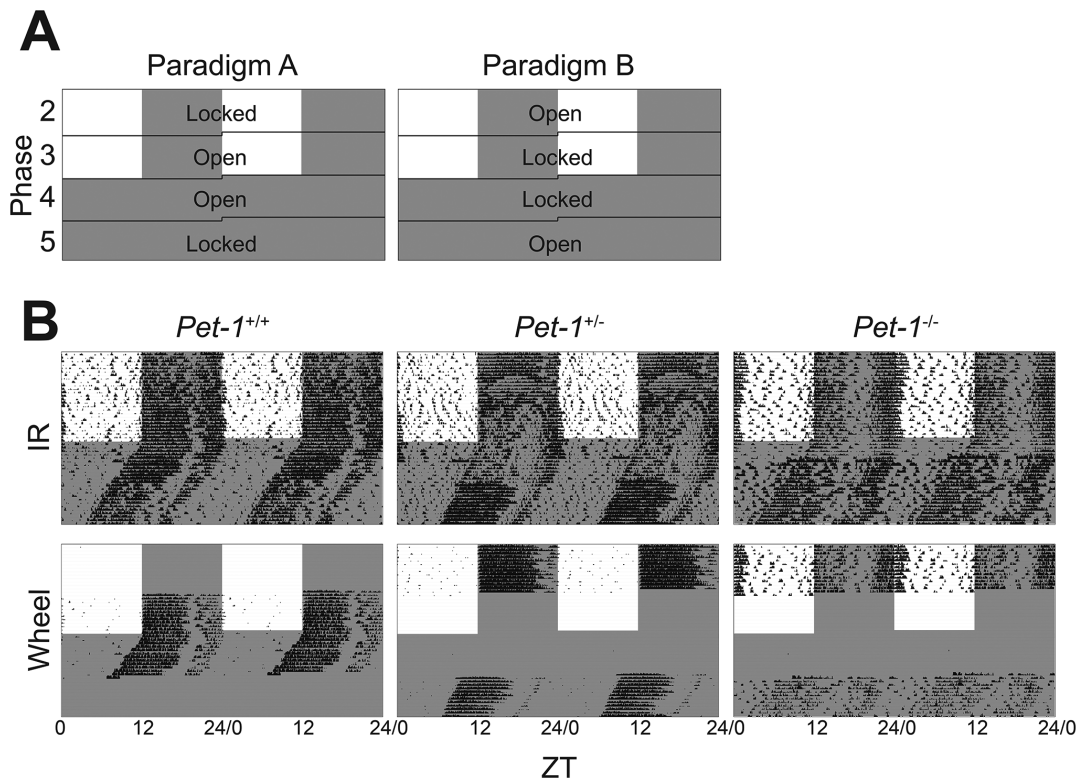 A
Paradigm A Paradigm B
Phase
2 Locked Open
3 Open Locked
4 Open Locked
5 Locked Open
B
Pet-1+/+ Pet-1+/- Pet-1-/-
IR
Wheel
0 12 24/0 12 24/0 12 24/0 12 24/0 12 24/0 12 24/0
ZT